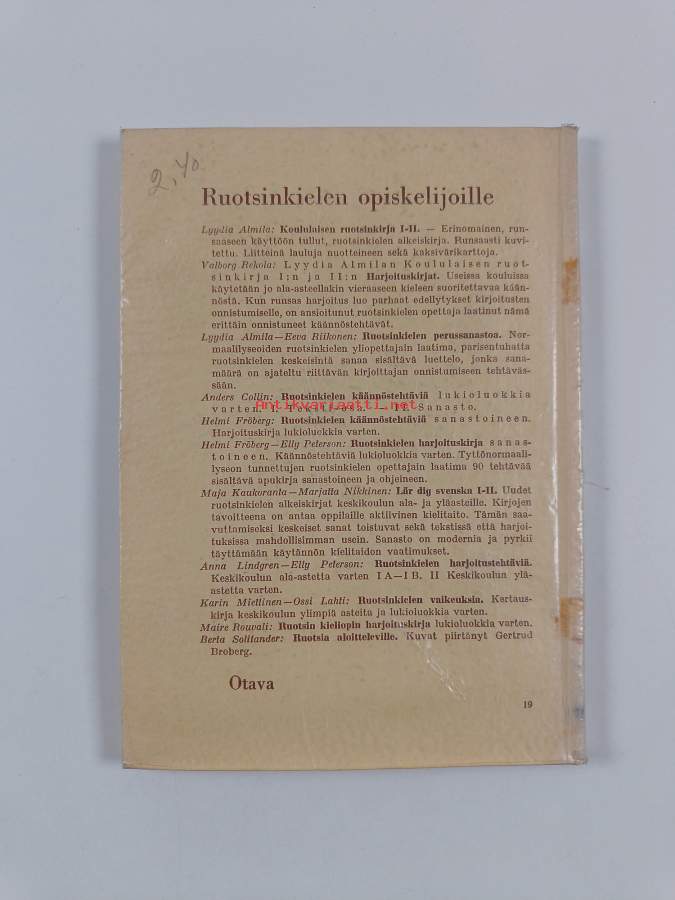 2,40
Ruotsinkielen opiskelijoille
Lyydia Almila: Koululaisen ruotsinkirja I-II. — Erinomainen, run-
saaseen käyttöön tullut, ruotsinkielen alkeiskirja. Runsaasti kuvi-
tettu. Liitteinä lauluja nuotteineen sekä kaksivärikarttoja.
Valborg Rekola: Lyydia Almilan Koululaisen ruot-
sinkirja I:n ja II:n Harjoituskirjat. Useissa kouluissa
käytetään jo ala-asteellakin vieraaseen kieleen suoritettavaa kään-
nöstä. Kun runsas harjoitus luo parhaat edellytykset kirjoitusten
onnistumiselle, on ansioitunut ruotsinkielen opettaja laatinut nämä
erittäin onnistuneet käännöstehtävät.
Lyydia Almila—Eeva Riikonen: Ruotsinkielen perussanastoa. Nor-
maalilyseoiden ruotsinkielen yliopettajain laatima, parisentuhatta
ruotsinkielen keskeisintä sanaa sisältävä luettelo, jonka sana-
määrä on ajateltu riittävän kirjoittajan onnistumiseen tehtäväs-
sään.
Anders Collin: Ruotsinkielen käännöstehtäviä lukioluokkia
varten. I. Teksti-osa. — II. Sanasto.
Antikvariaatti.net
Helmi Fröberg: Ruotsinkielen käännöstehtäviä sanastoineen.
Harjoituskirja lukioluokkia varten.
Helmi Fröberg—Elly Peterson: Ruotsinkielen harjoituskirja sanas-
toineen. Käännöstehtäviä lukioluokkia varten. Tyttönormaali-
lyseon tunnettujen ruotsinkielen opettajain laatima 90 tehtävää
sisältävä apukirja sanastoineen ja ohjeineen.
Maja Kaukoranta—Marjatta Nikkinen: Lär dig svenska I-II. Uudet
ruotsinkielen alkeiskirjat keskikoulun ala- ja yläasteille. Kirjojen
tavoitteena on antaa oppilaille aktiivinen kielitaito. Tämän saa-
vuttamiseksi keskeiset sanat toistuvat sekä tekstissä että harjoi-
tuksissa mahdollisimman usein. Sanasto on modernia ja pyrkii
täyttämään käytännön kielitaidon vaatimukset.
Anna Lindgren—Elly Peterson: Ruotsinkielen harjoitustehtäviä.
Keskikoulun ala-astetta varten I A—I B. II Keskikoulun ylä-
astetta varten.
Karin Miettinen—Ossi Lahti: Ruotsinkielen vaikeuksia. Kertaus-
kirja keskikoulun ylimpiä asteita ja lukioluokkia varten.
Maire Rouvali: Ruotsin kieliopin harjoituskirja lukioluokkia varten.
Berta Solitander: Ruotsia aloitteleville. Kuvat piirtänyt Gertrud
Broberg.
Otava
19